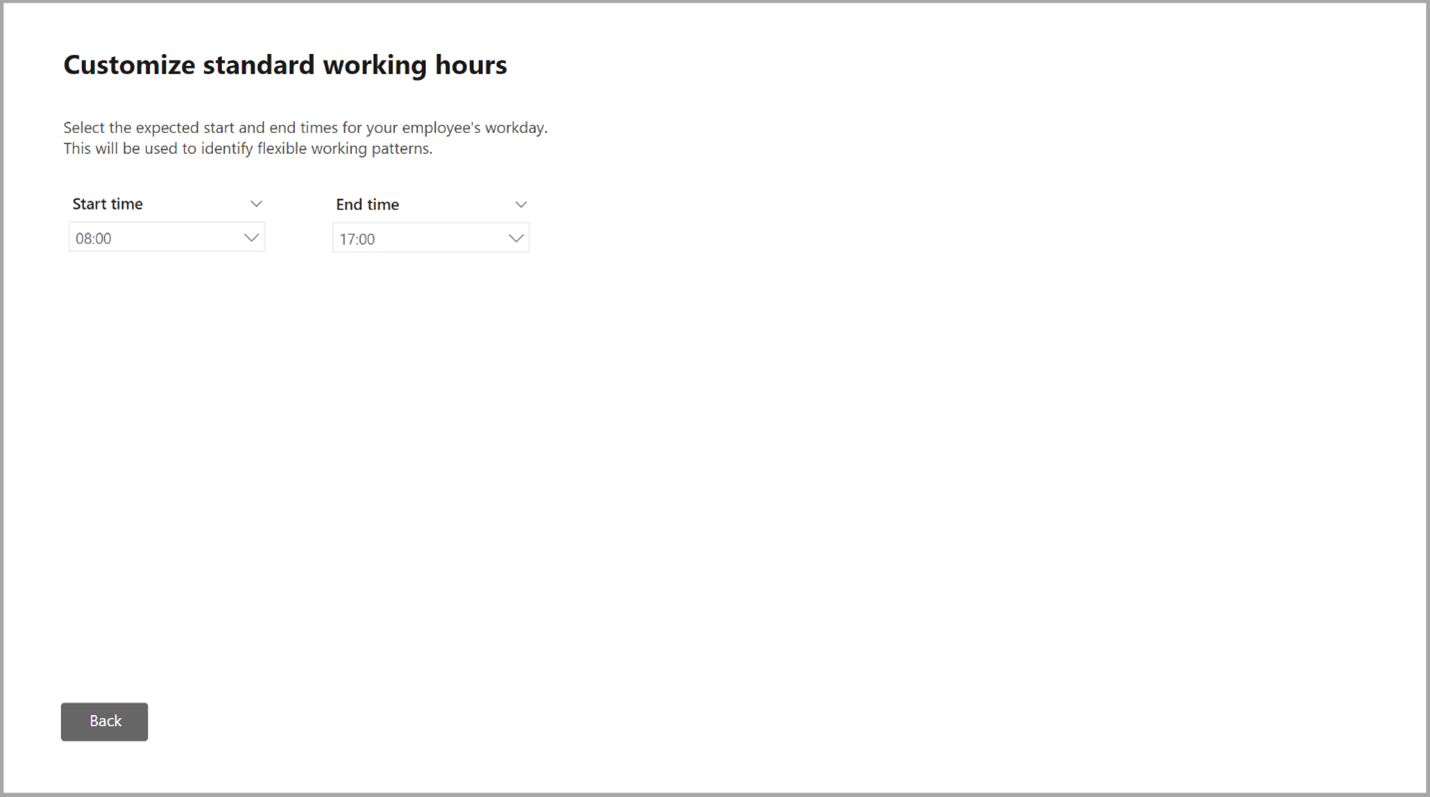 Customize standard working hours
Select the expected start and end times for your employee's workday.
This will be used to identify flexible working patterns.
Start time
End time
08:00
17:00
Back